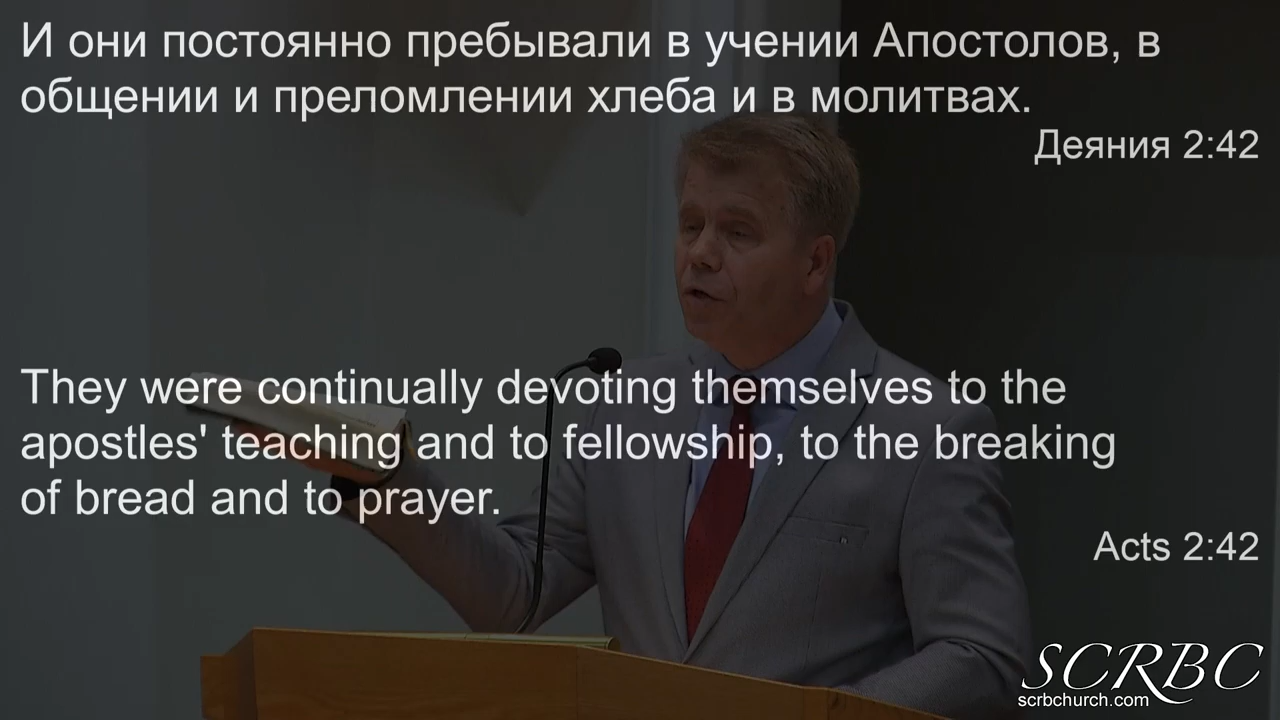 И они постоянно пребывали в учении Апостолов, в
общении и преломлении хлеба и в молитвах.
Деяния 2:42
They were continually devoting themselves to the
apostles' teaching and to fellowship, to the breaking
of bread and to prayer.
Acts 2:42
SCRBC
scrbchurch.com